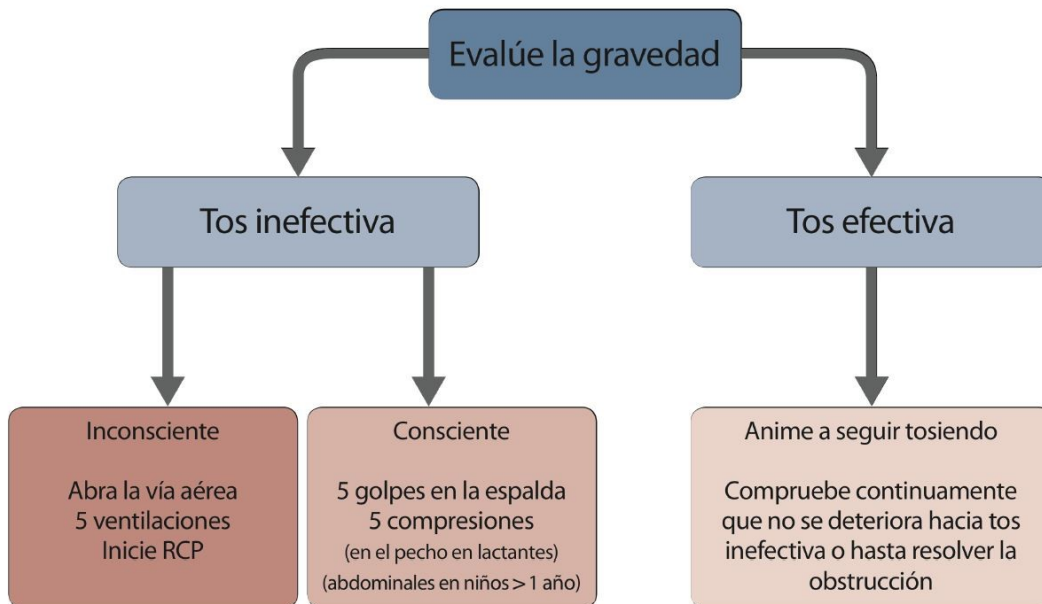 Evalúe la gravedad
Tos inefectiva
Tos efectiva
Inconsciente
Abra la vía aérea
5 ventilaciones
Inicie RCP
Consciente
5 golpes en la espalda
5 compresiones
(en el pecho en lactantes)
(abdominales en niños > 1 año)
Anime a seguir tosiendo
Compruebe continuamente
que no se deteriora hacia tos
inefectiva o hasta resolver la
obstrucción